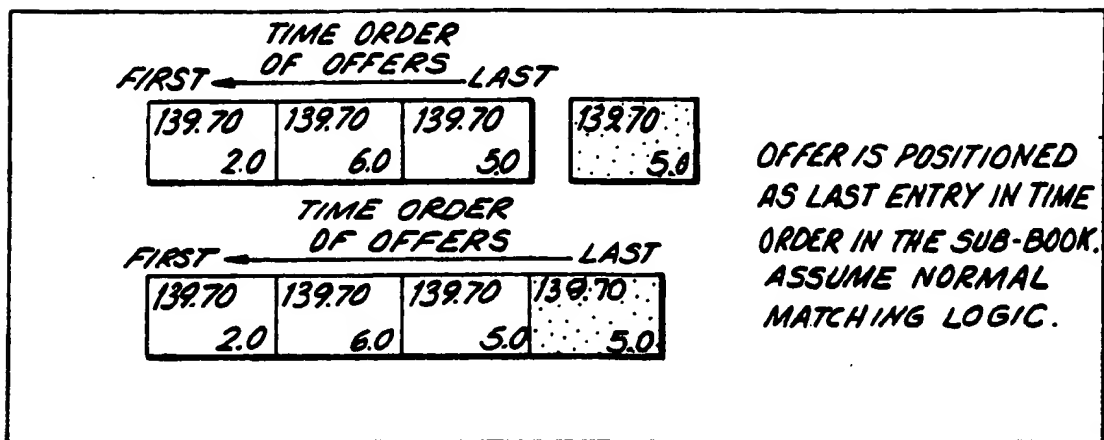 TIME ORDER
OF OFFERS
FIRST LAST
139.70 139.70 139.70 139.70
2.0 6.0 5.0 5.0
TIME ORDER
OF OFFERS
FIRST LAST
139.70 139.70 139.70 139.70
2.0 6.0 5.0 5.0
OFFER IS POSITIONED
AS LAST ENTRY IN TIME
ORDER IN THE SUB-BOOK.
ASSUME NORMAL
MATCHING LOGIC.